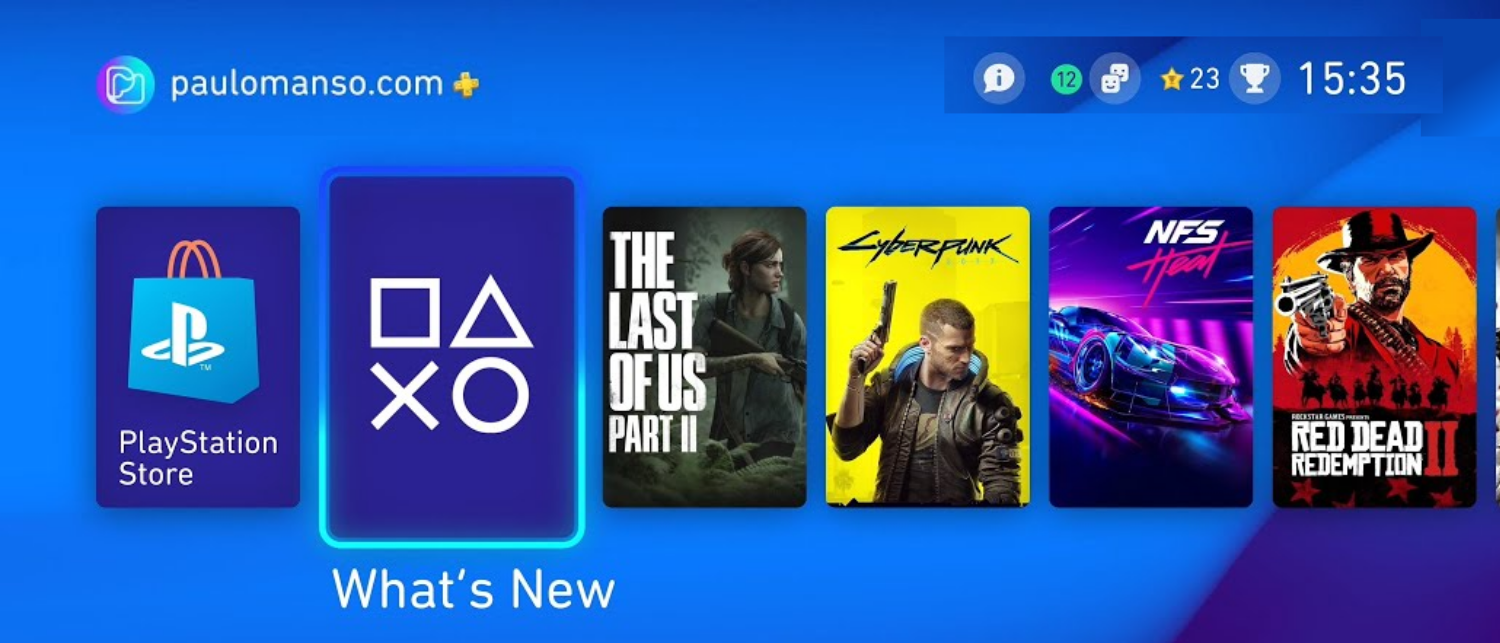 paulomanso.com
12
23
15:35
PlayStation
Store
TM
What's New
THE
LAST
OF US
PART II
Cyberpunk
NFS
Heat
ROCKSTAR GAMES PRESENTS
RED DEAD
REDEMPTION II